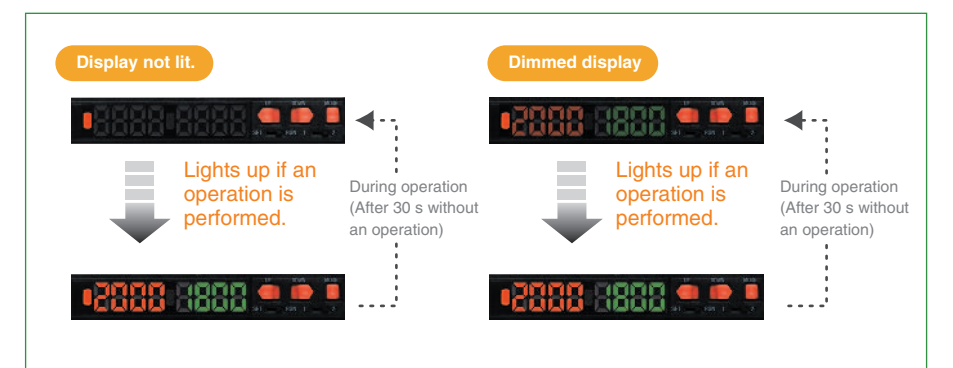 Display not lit.
Dimmed display
2000 1800
Lights up if an
operation is
performed.
During operation
(After 30 s without
an operation)
Lights up if an
operation is
performed.
During operation
(After 30 s without
an operation)
2000 1800
2000 1800